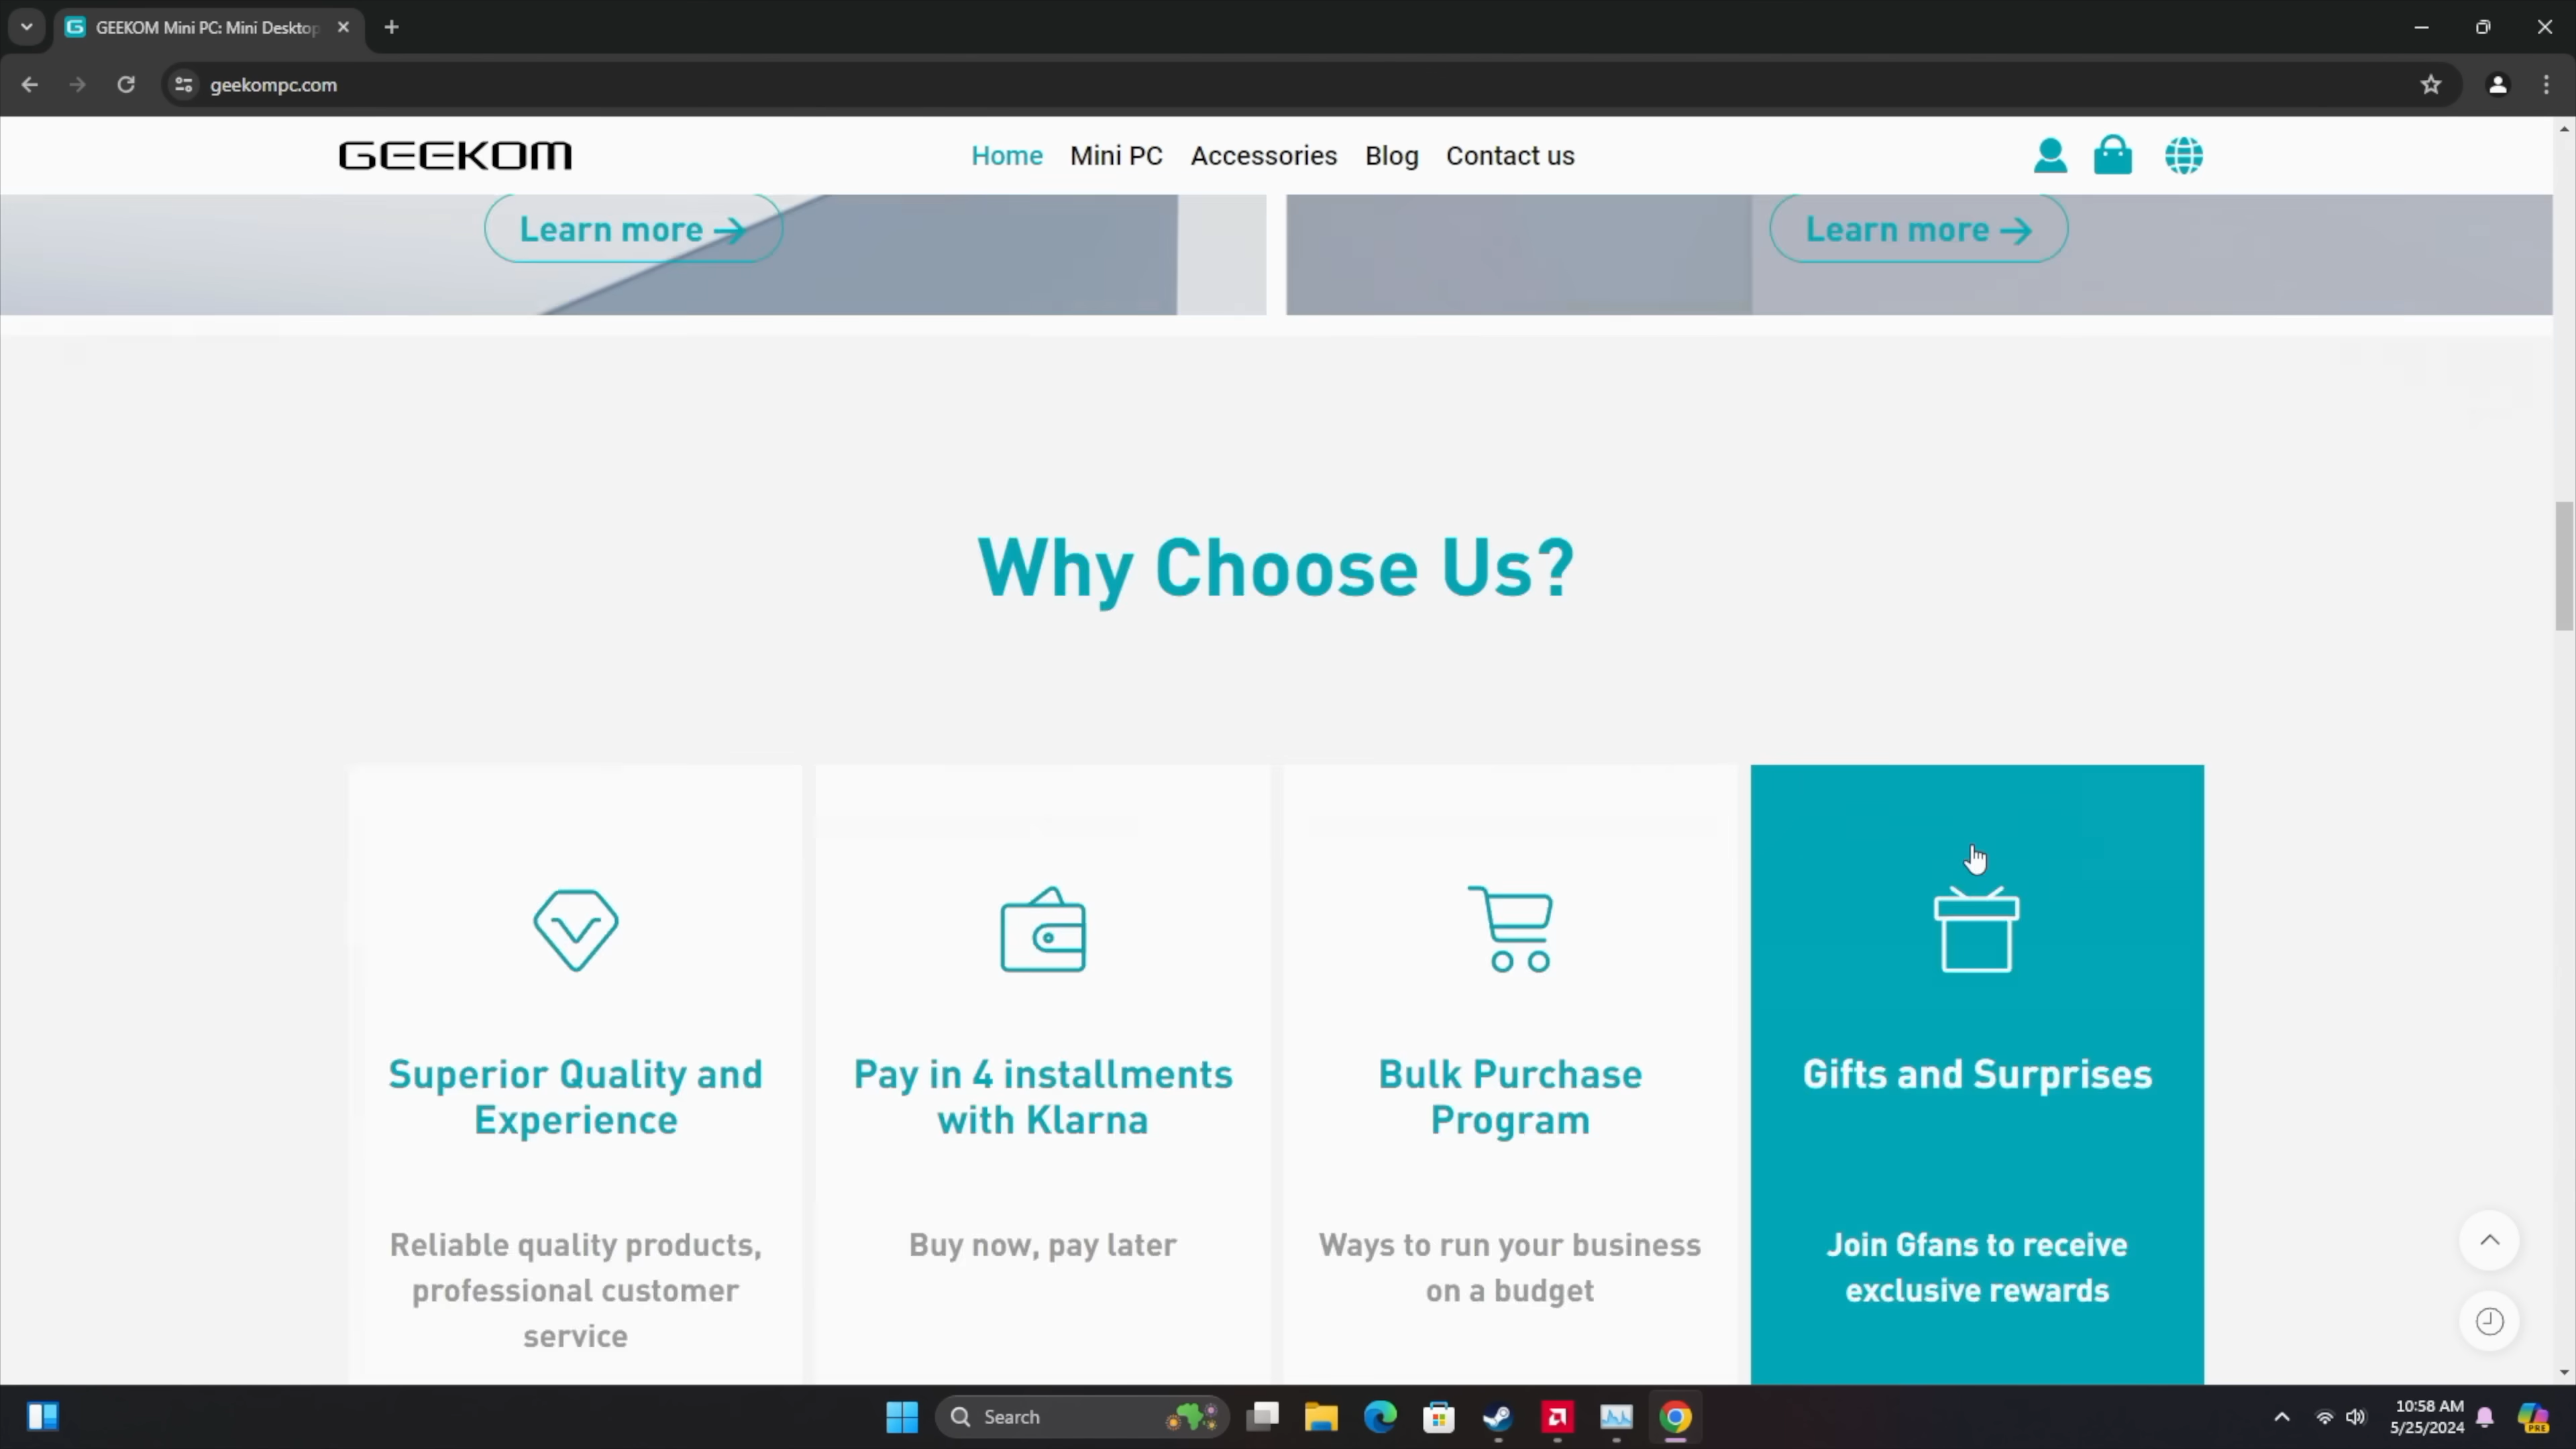 GEEKOM Mini PC: Mini Desktop
geekompc.com
GEEKOM
Home Mini PC Accessories Blog Contact us
Learn more → Learn more →
Why Choose Us?
Superior Quality and
Experience
Reliable quality products,
professional customer
service
Pay in 4 installments
with Klarna
Buy now, pay later
Bulk Purchase
Program
Ways to run your business
on a budget
Gifts and Surprises
Join Gfans to receive
exclusive rewards
Search
10:58 AM
5/25/2024
PRE